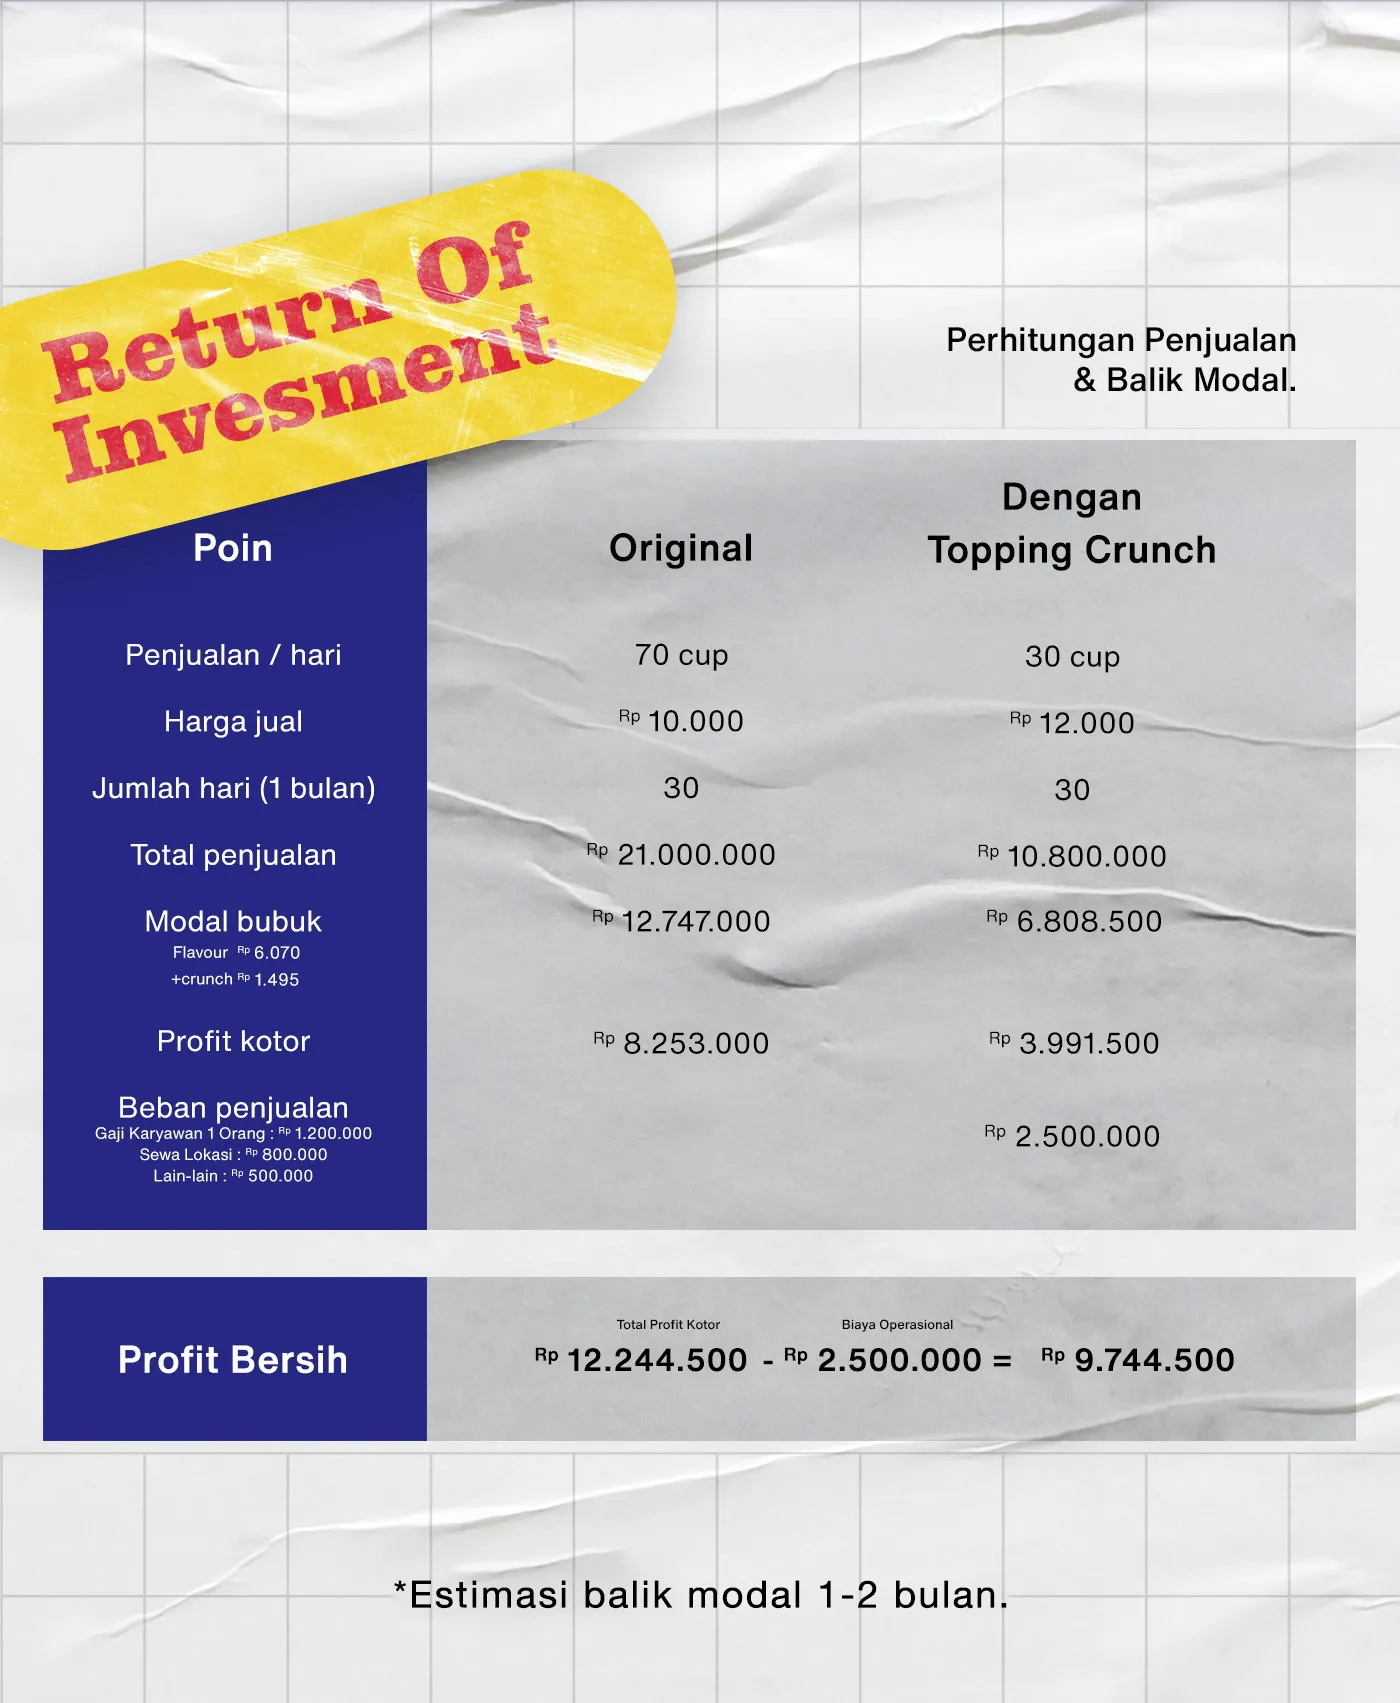 Return Of
Invesment
Perhitungan Penjualan
& Balik Modal.
Poin
Original
Dengan
Topping Crunch
Penjualan / hari
70 cup
30 cup
Harga jual
Rp 10.000
Rp 12.000
Jumlah hari (1 bulan)
30
30
Total penjualan
Rp 21.000.000
Rp 10.800.000
Modal bubuk
Rp 12.747.000
Rp 6.808.500
Flavour Rp 6.070
+crunch Rp 1.495
Profit kotor
Rp 8.253.000
Rp 3.991.500
Beban penjualan
Gaji Karyawan 1 Orang : Rp 1.200.000
Rp 2.500.000
Sewa Lokasi : Rp 800.000
Lain-lain : Rp 500.000
Profit Bersih
Total Profit Kotor
Biaya Operasional
Rp 12.244.500 - Rp 2.500.000 = Rp 9.744.500
*Estimasi balik modal 1-2 bulan.